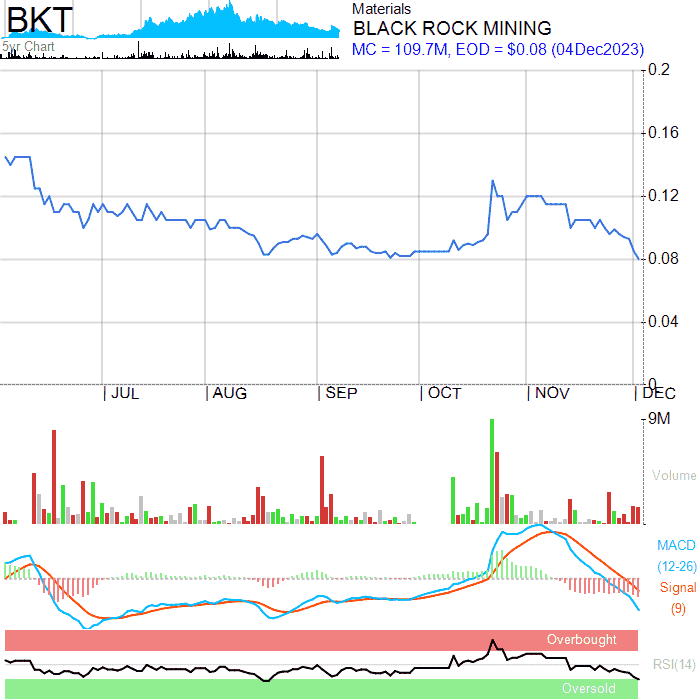 BKT
5yr Chart
Materials
BLACK ROCK MINING
MC = 109.7M, EOD = $0.08 (04Dec2023)
0.2
0.16
0.12
0.08
0.04
0
| JUL | AUG | SEP | OCT | NOV | DEC
9M
Volume
MACD
(12-26)
Signal
(9)
Overbought
RSI(14)
Oversold